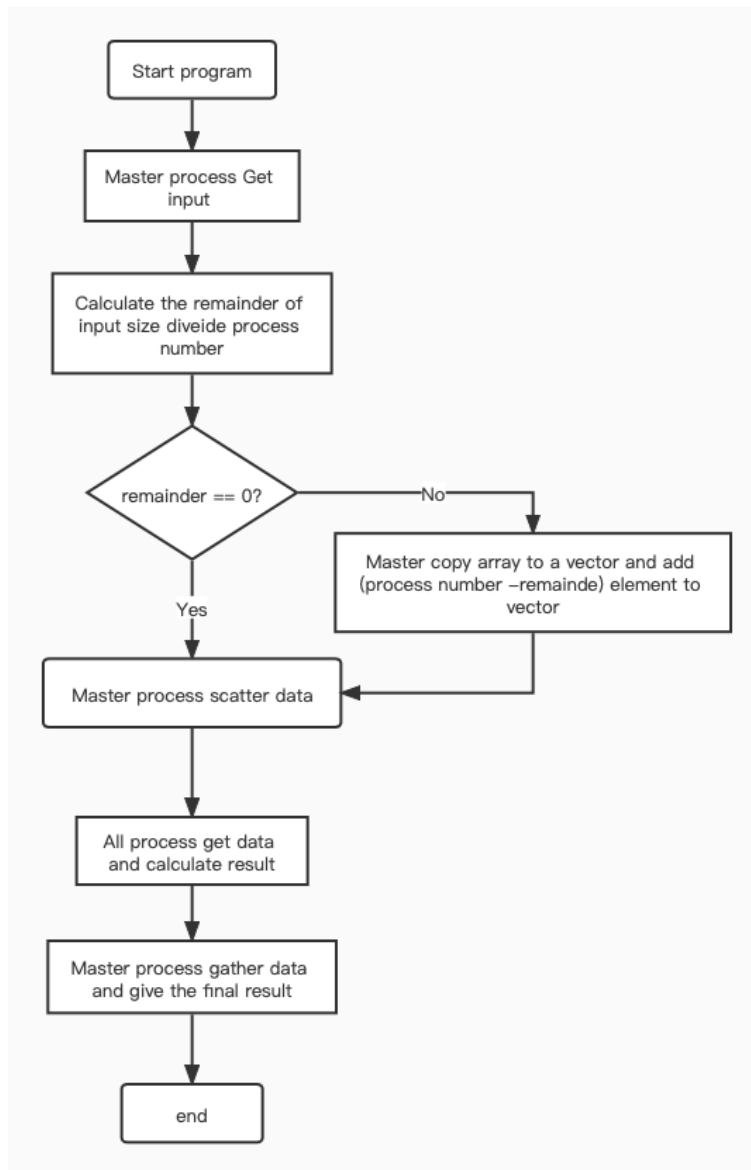 Start program
Master process Get
input
Calculate the remainder of
input size diveide process
number
remainder == 0?
No
Master copy array to a vector and add
(process number –remainde) element to
vector
Yes
Master process scatter data
All process get data
and calculate result
Master process gather data
and give the final result
end